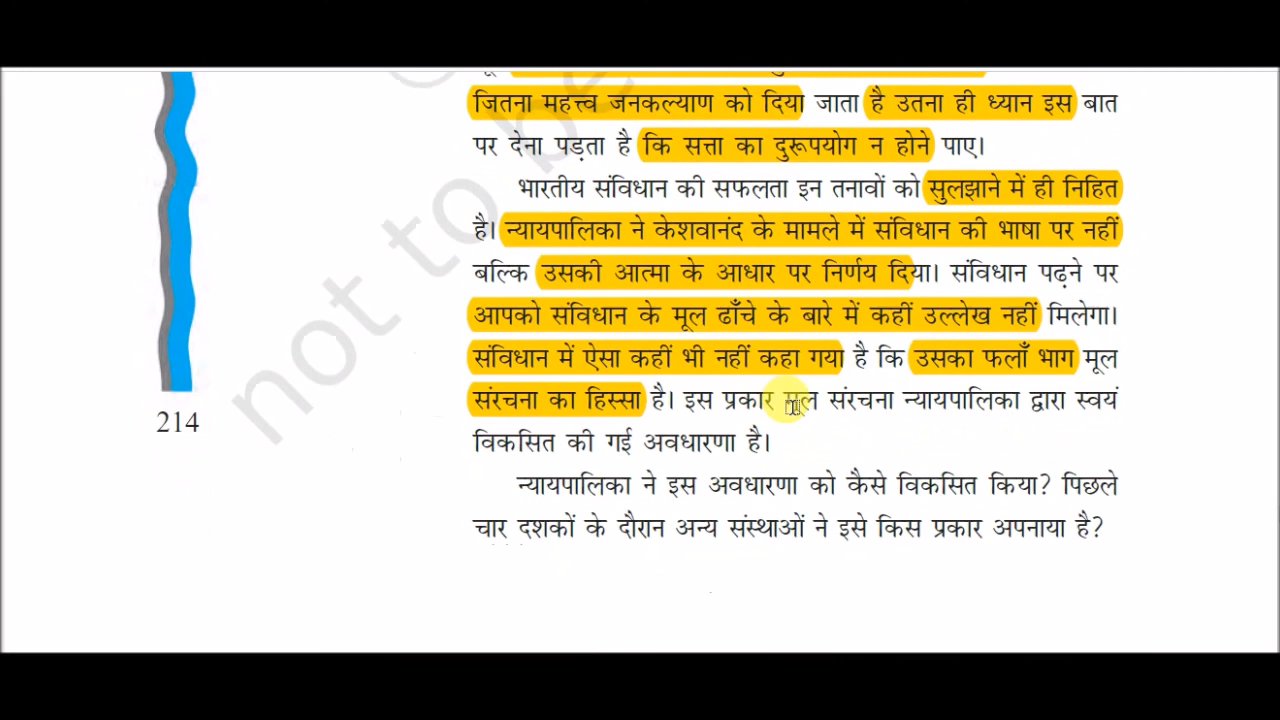 जितना महत्त्व जनकल्याण को दिया जाता है उतना ही ध्यान इस बात
पर देना पड़ता है कि सत्ता का दुरूपयोग न होने पाए।
भारतीय संविधान की सफलता इन तनावों को सुलझाने में ही निहित
है। न्यायपालिका ने केशवानंद के मामले में संविधान की भाषा पर नहीं
बल्कि उसकी आत्मा के आधार पर निर्णय दिया। संविधान पढ़ने पर
आपको संविधान के मूल ढाँचे के बारे में कहीं उल्लेख नहीं मिलेगा।
संविधान में ऐसा कहीं भी नहीं कहा गया है कि उसका फलाँ भाग मूल
संरचना का हिस्सा है। इस प्रकार मूल संरचना न्यायपालिका द्वारा स्वयं
विकसित की गई अवधारणा है।
न्यायपालिका ने इस अवधारणा को कैसे विकसित किया? पिछले
चार दशकों के दौरान अन्य संस्थाओं ने इसे किस प्रकार अपनाया है?
214
not to be